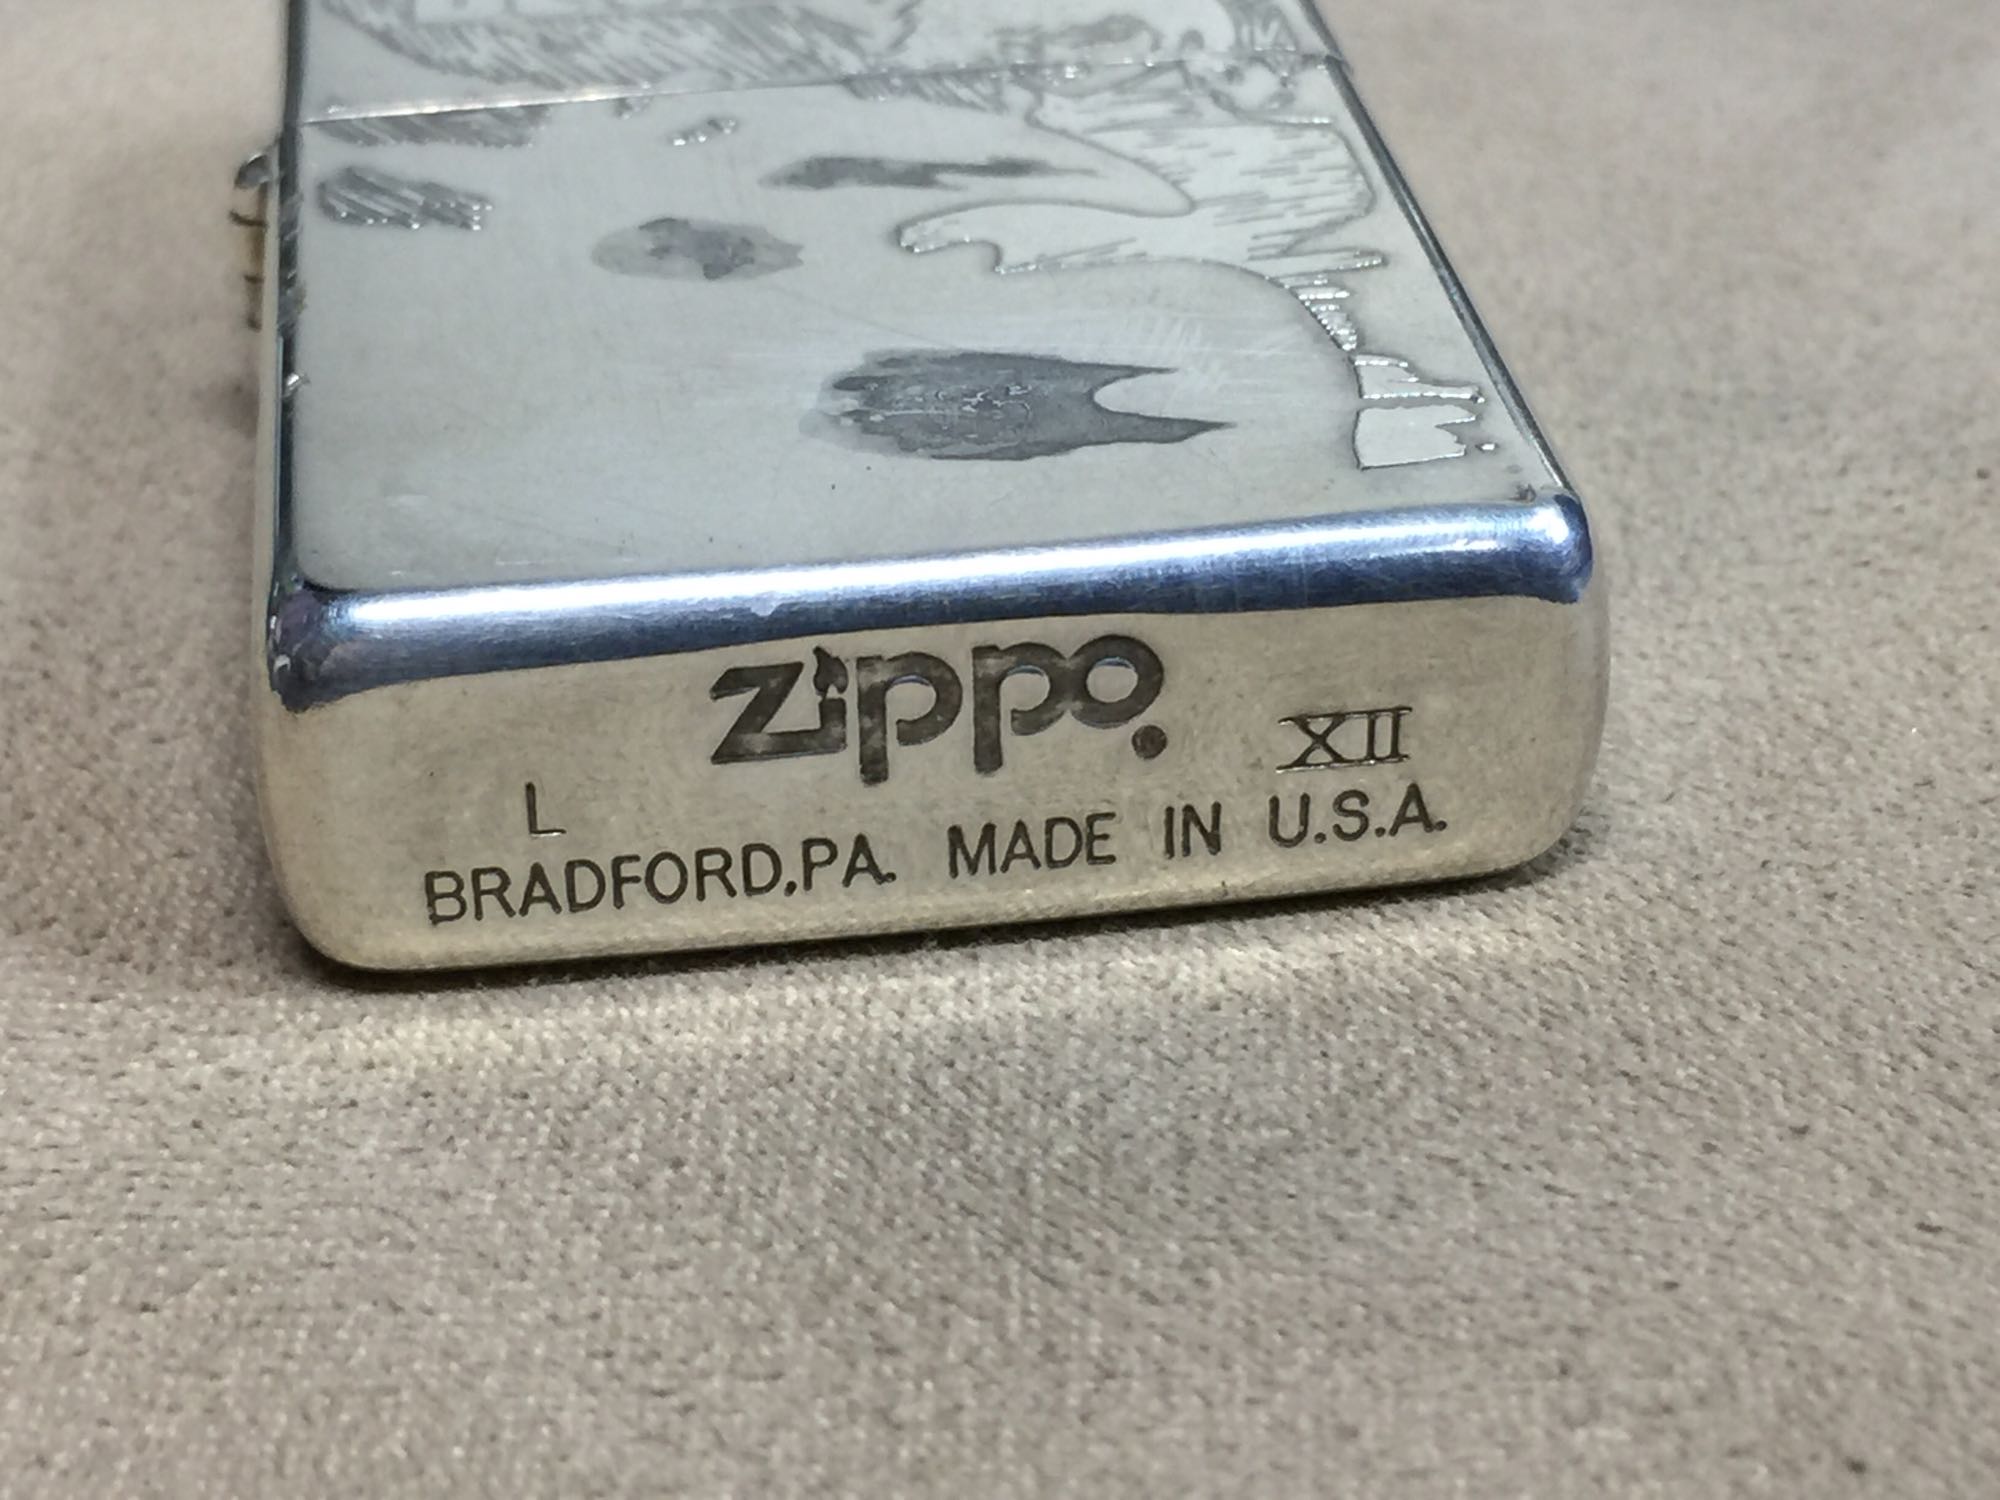 zippo
XII
L
BRADFORD,PA. MADE IN U.S.A.